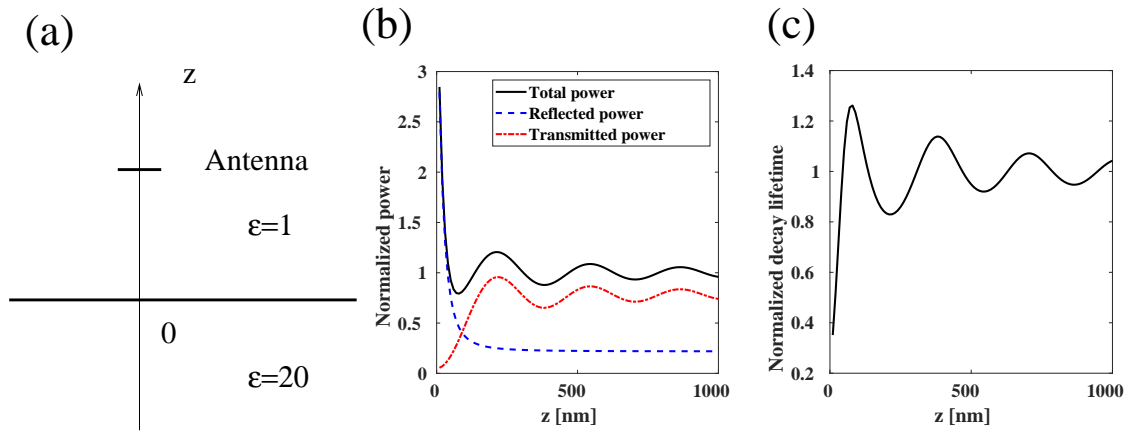 (a)
z
Antenna
ε=1
0
ε=20
(b)
Normalized power
3
2.5
2
1.5
1
0.5
0
Total power
Reflected power
Transmitted power
0 500 1000
z [nm]
(c)
Normalized decay lifetime
1.4
1.2
1
0.8
0.6
0.4
0.2
0 500 1000
z [nm]